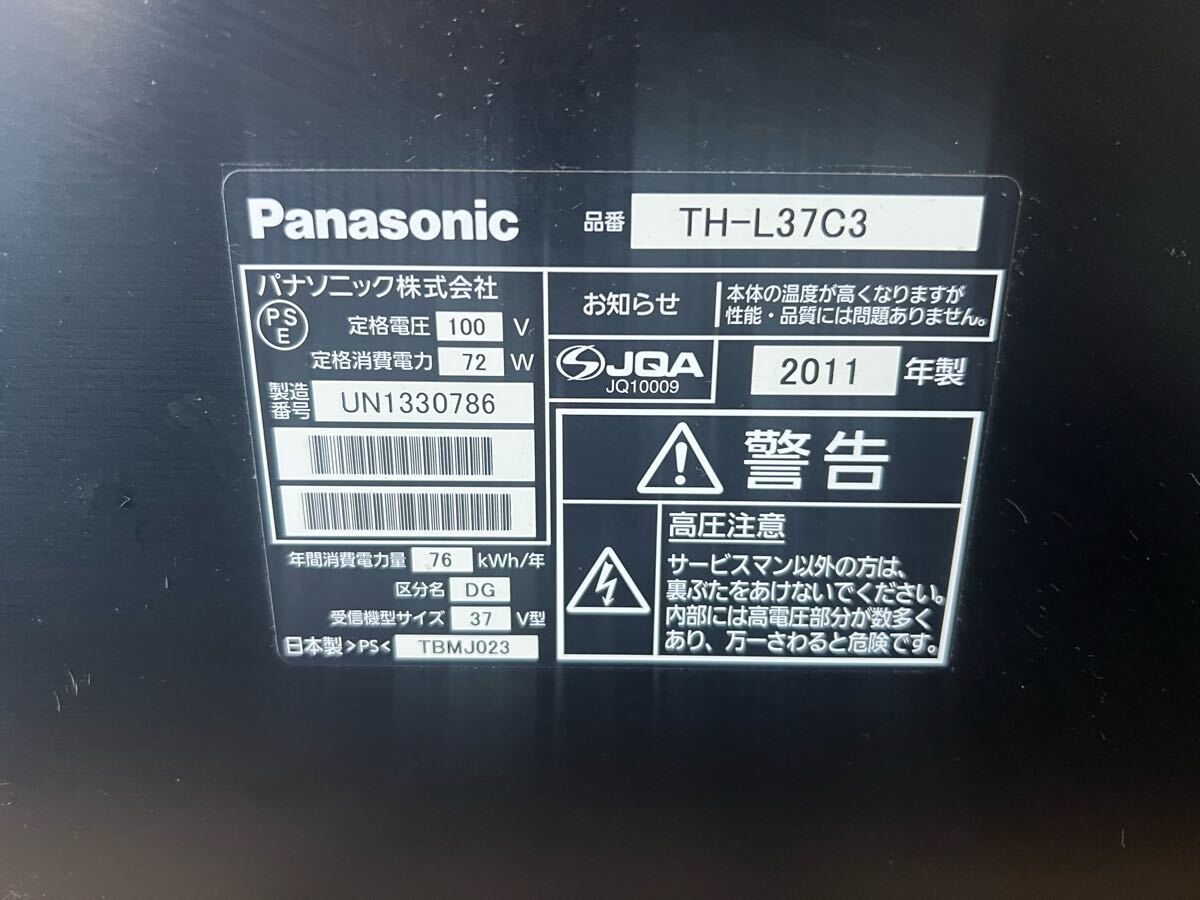 Panasonic 品番 TH-L37C3
パナソニック株式会社
PS
E
定格電圧 100 V
定格消費電力 72 W
製造
番号 UN1330786
お知らせ
本体の温度が高くなりますが
性能・品質には問題ありません。
JQA
JQ10009
2011 年製
警告
高圧注意
サービスマン以外の方は、
裏ぶたをあけないでください。
内部には高電圧部分が数多く
あり、万一さわると危険です。
年間消費電力量 76 kWh/年
区分名 DG
受信機型サイズ 37 V型
日本製 >PS< TBMJ023